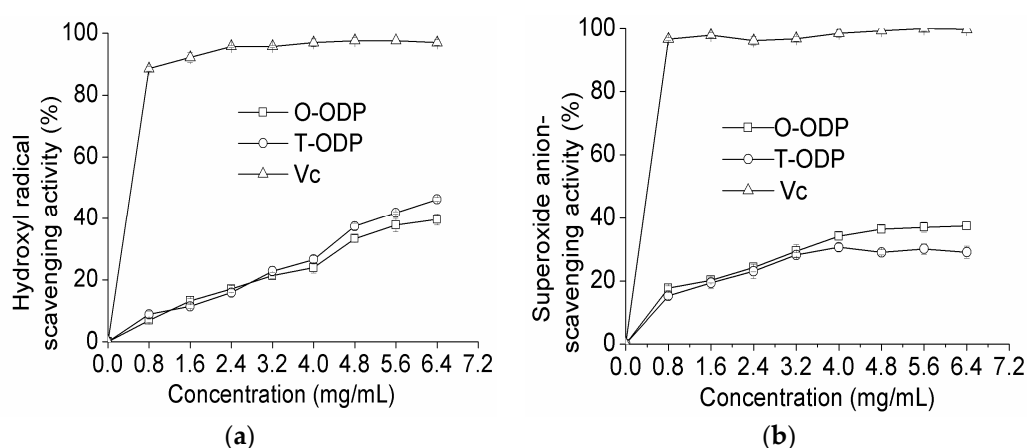 Hydroxyl radical
scavenging activity (%)
100
80
60
40
20
0
O-ODP
T-ODP
Vc
0.0 0.8 1.6 2.4 3.2 4.0 4.8 5.6 6.4 7.2
Concentration (mg/mL)
(a)
Superoxide anion-
scavenging activity (%)
100
80
60
40
20
0
O-ODP
T-ODP
Vc
0.0 0.8 1.6 2.4 3.2 4.0 4.8 5.6 6.4 7.2
Concentration (mg/mL)
(b)